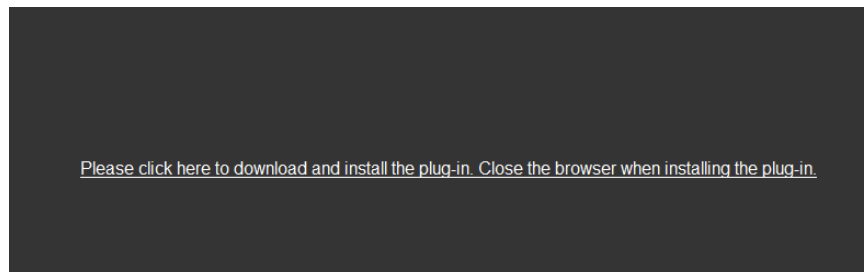 Please click here to download and install the plug-in. Close the browser when installing the plug-in.